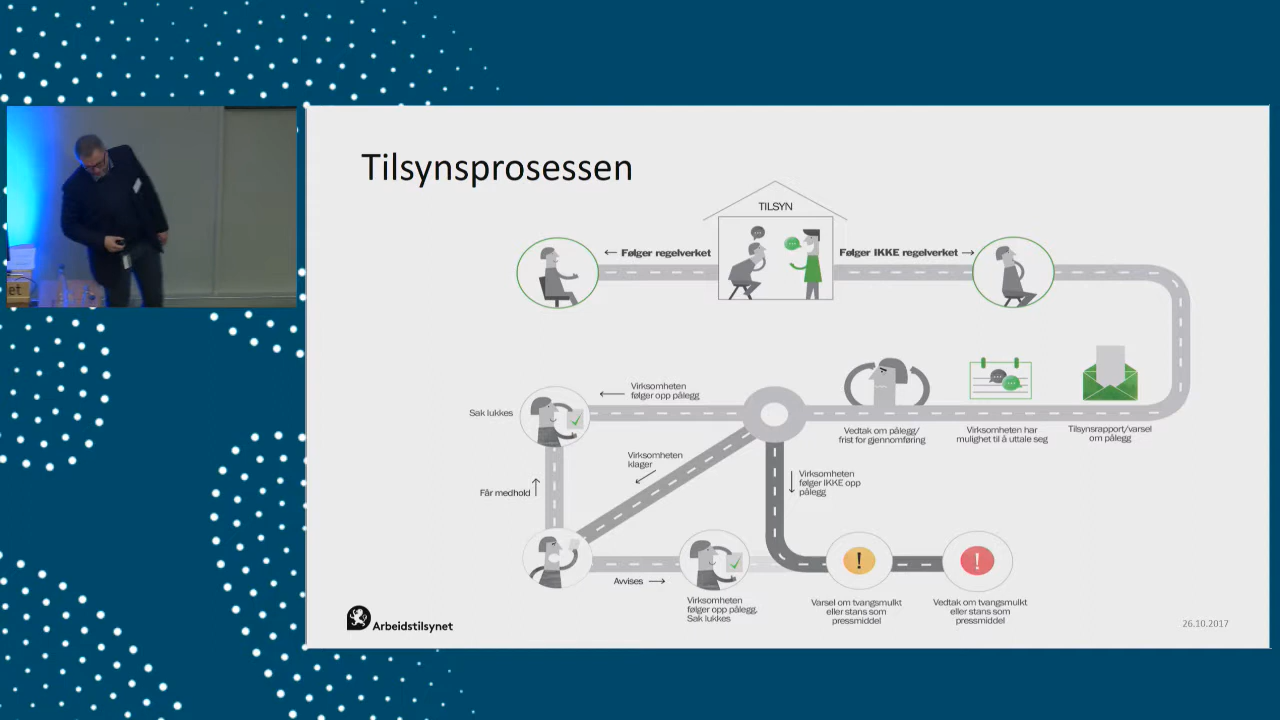 Tilsynsprosessen
TILSYN
← Følger regelverket
Følger IKKE regelverket →
Virksomheten
følger opp pålegg
Sak lukkes
Vedtak om pålegg/
frist for gjennomføring
Virksomheten har
mulighet til å uttale seg
Tilsynsrapport/varsel
om pålegg
Virksomheten
klager
Virksomheten
følger IKKE opp
pålegg
Får medhold
Avvises
Virksomheten
følger opp pålegg.
Sak lukkes
Varsel om tvangsmulkt
eller stans som
pressmiddel
Vedtak om tvangsmulkt
eller stans som
pressmiddel
Arbeidstilsynet
26.10.2017
et